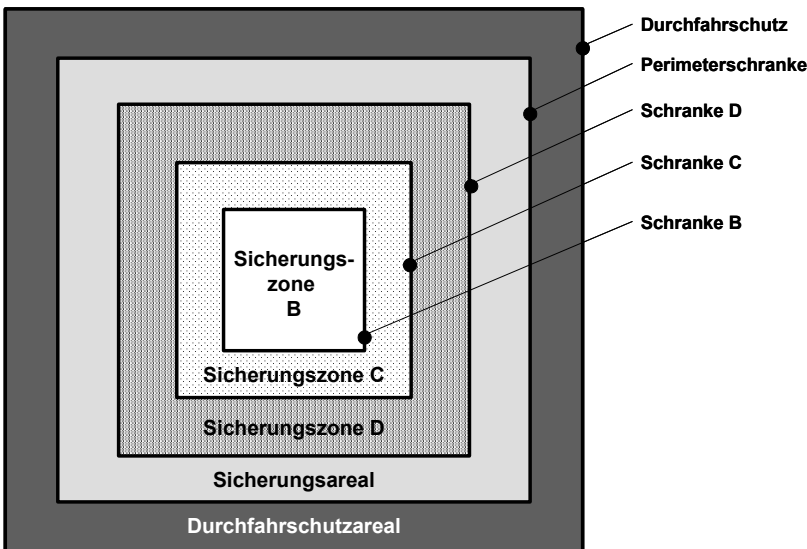 Durchfahrschutz
Perimeterschranke
Schranke D
Schranke C
Schranke B
Sicherungs-
zone
B
Sicherungszone C
Sicherungszone D
Sicherungsareal
Durchfahrschutzareal